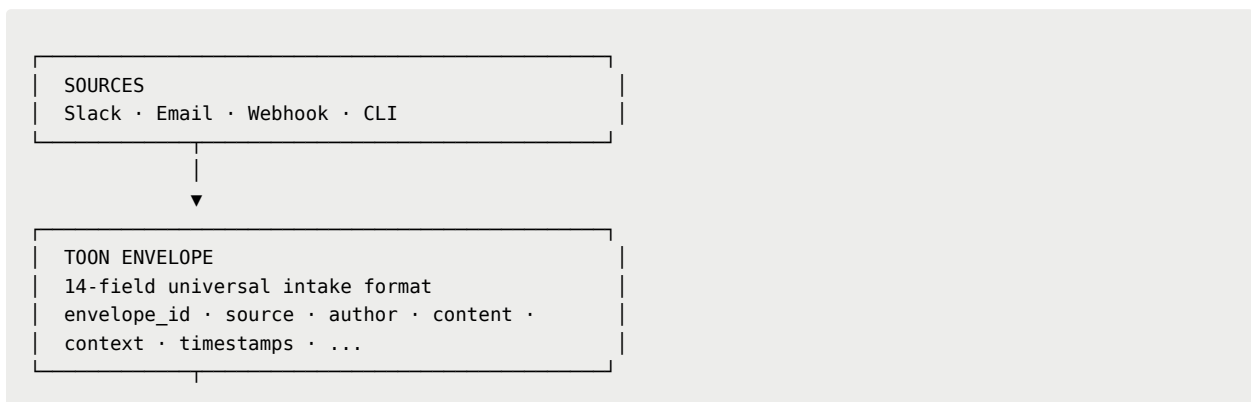 SOURCES
Slack · Email · Webhook · CLI
TOON ENVELOPE
14-field universal intake format
envelope_id · source · author · content ·
context · timestamps · ...